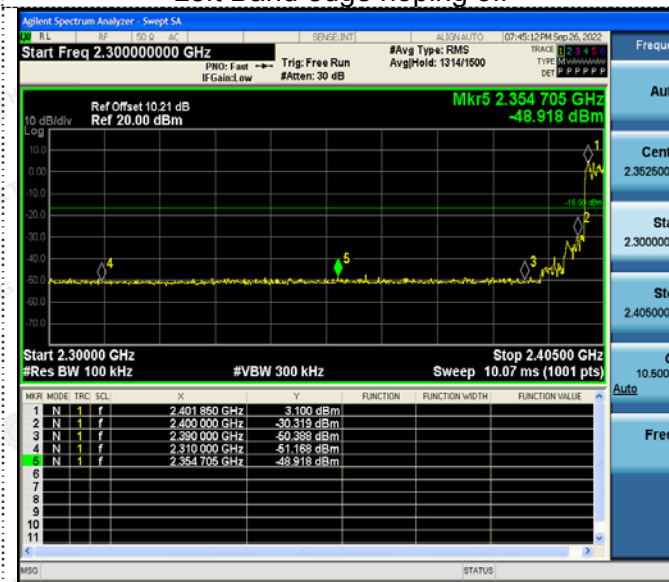 Agilent Spectrum Analyzer - Swept SA
RL RF 50 Ω AC SENSE:INT ALIGN AUTO 07:45:12 PM Sep 26, 2022
Start Freq 2.300000000 GHz #Avg Type: RMS TRACE 1 2 3 4 5 6 Frequ
PNO: Fast Trig: Free Run Avg|Hold: 1314/1500 TYPE M
IFGain:Low #Atten: 30 dB DET P P P P P P
Aut
Mkr5 2.354 705 GHz
Ref Offset 10.21 dB
10 dB/div Ref 20.00 dBm -48.918 dBm
Log
10.0 1
Cent
0.00 2.352500
-10.0
-16.90 dBm
-20.0 2 Sta
-30.0 2.300000
-40.0 4 5 3
-50.0 Sto
-60.0 2.405000
-70.0
Start 2.30000 GHz Stop 2.40500 GHz
#Res BW 100 kHz #VBW 300 kHz Sweep 10.07 ms (1001 pts)
10.500
Auto
MKR MODE TRC SCL X Y FUNCTION FUNCTION WIDTH FUNCTION VALUE
1 N 1 f 2.401 850 GHz 3.100 dBm
2 N 1 f 2.400 000 GHz -30.319 dBm
3 N 1 f 2.390 000 GHz -50.388 dBm
4 N 1 f 2.310 000 GHz -51.168 dBm
5 N 1 f 2.354 705 GHz -48.918 dBm
Freq
6
7
8
9
10
11
MSG STATUS